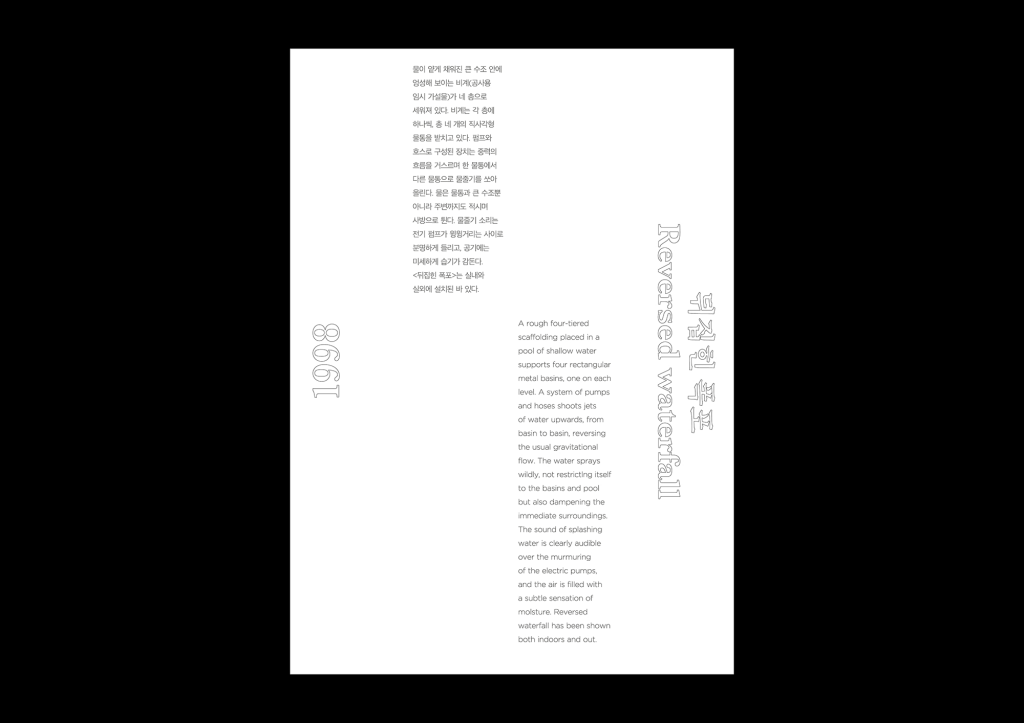 물이 얕게 채워진 큰 수조 안에
엉성해 보이는 비계(공사용
임시 가설물)가 네 층으로
세워져 있다. 비계는 각 층에
하나씩, 총 네 개의 직사각형
물통을 받치고 있다. 펌프와
호스로 구성된 장치는 중력의
흐름을 거스르며 한 물통에서
다른 물통으로 물줄기를 쏘아
올린다. 물은 물통과 큰 수조뿐
아니라 주변까지도 적시며
사방으로 튄다. 물줄기 소리는
전기 펌프가 웅웅거리는 사이로
분명하게 들리고, 공기에는
미세하게 습기가 감돈다.
<뒤집힌 폭포>는 실내와
실외에 설치된 바 있다.
A rough four-tiered
scaffolding placed in a
pool of shallow water
supports four rectangular
metal basins, one on each
level. A system of pumps
and hoses shoots jets
of water upwards, from
basin to basin, reversing
the usual gravitational
flow. The water sprays
wildly, not restricting itself
to the basins and pool
but also dampening the
immediate surroundings.
The sound of splashing
water is clearly audible
over the murmuring
of the electric pumps,
and the air is filled with
a subtle sensation of
molsture. Reversed
waterfall has been shown
both indoors and out.
1998
Reversed waterfall
뒤집힌 폭포